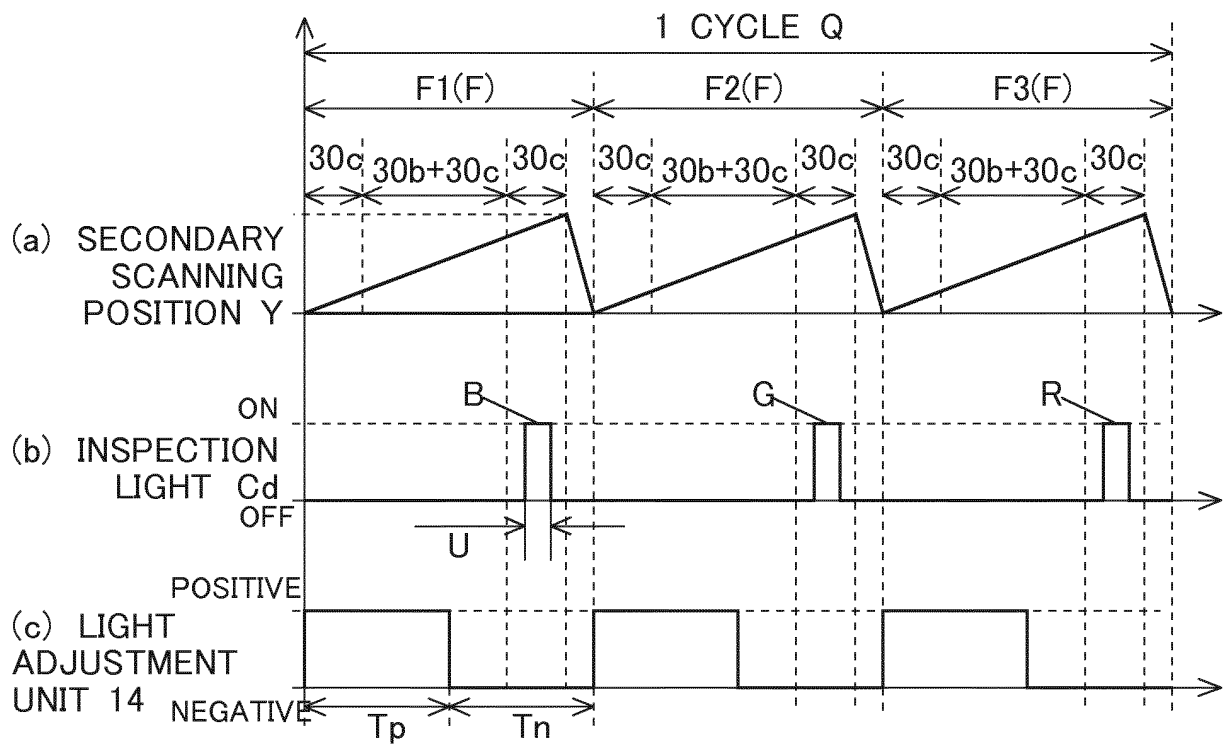 1 CYCLE Q
F1(F) F2(F) F3(F)
30c 30b+30c 30c 30c 30b+30c 30c 30c 30b+30c 30c
(a) SECONDARY
SCANNING
POSITION Y
B G R
ON
(b) INSPECTION
LIGHT Cd
OFF
U
POSITIVE
(c) LIGHT
ADJUSTMENT
UNIT 14
NEGATIVE
Tp Tn